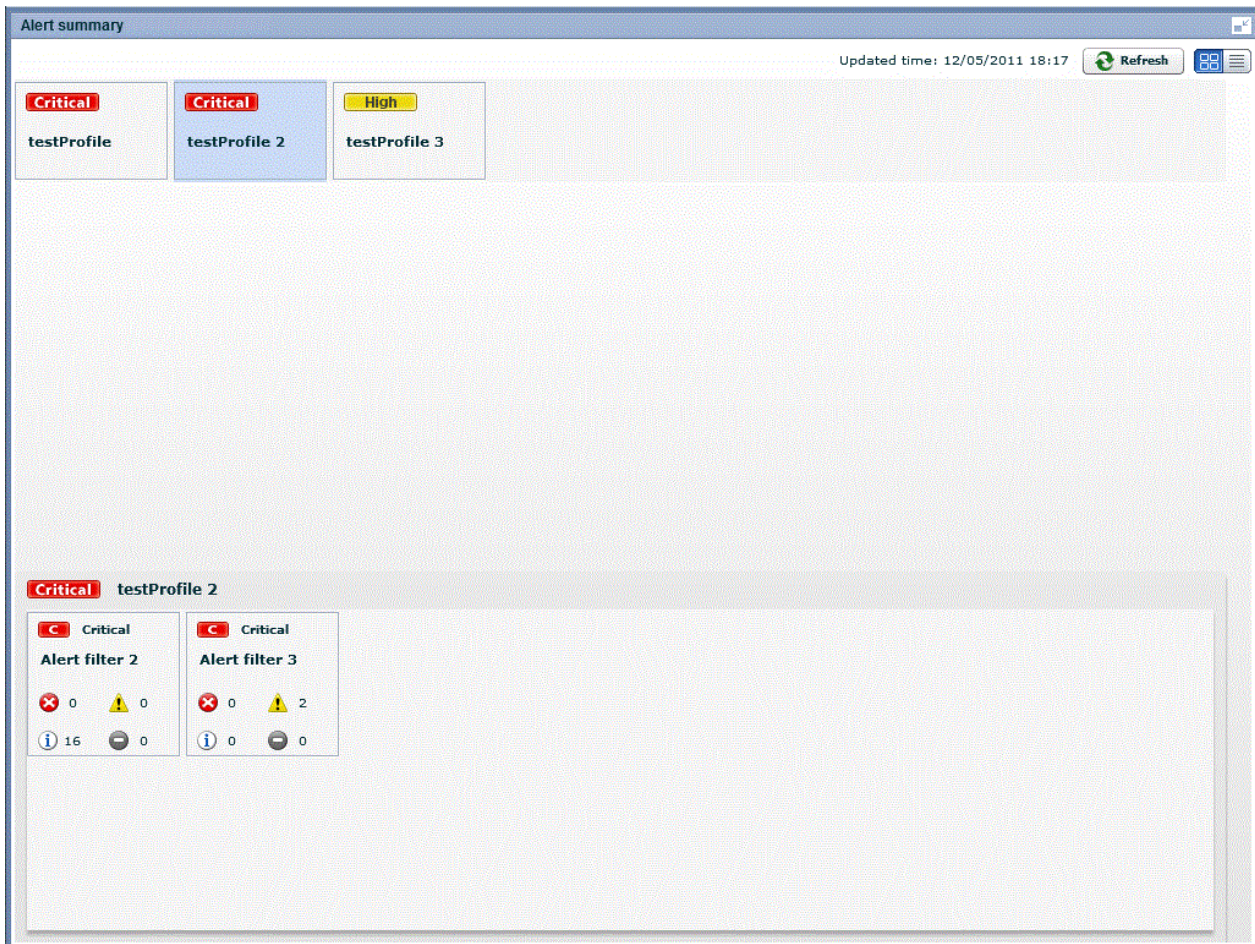 Alert summary
Updated time: 12/05/2011 18:17 Refresh
Critical Critical High
testProfile testProfile 2 testProfile 3
Critical testProfile 2
C Critical C Critical
Alert filter 2 Alert filter 3
0 0 0 2
i 16 0 i 0 0